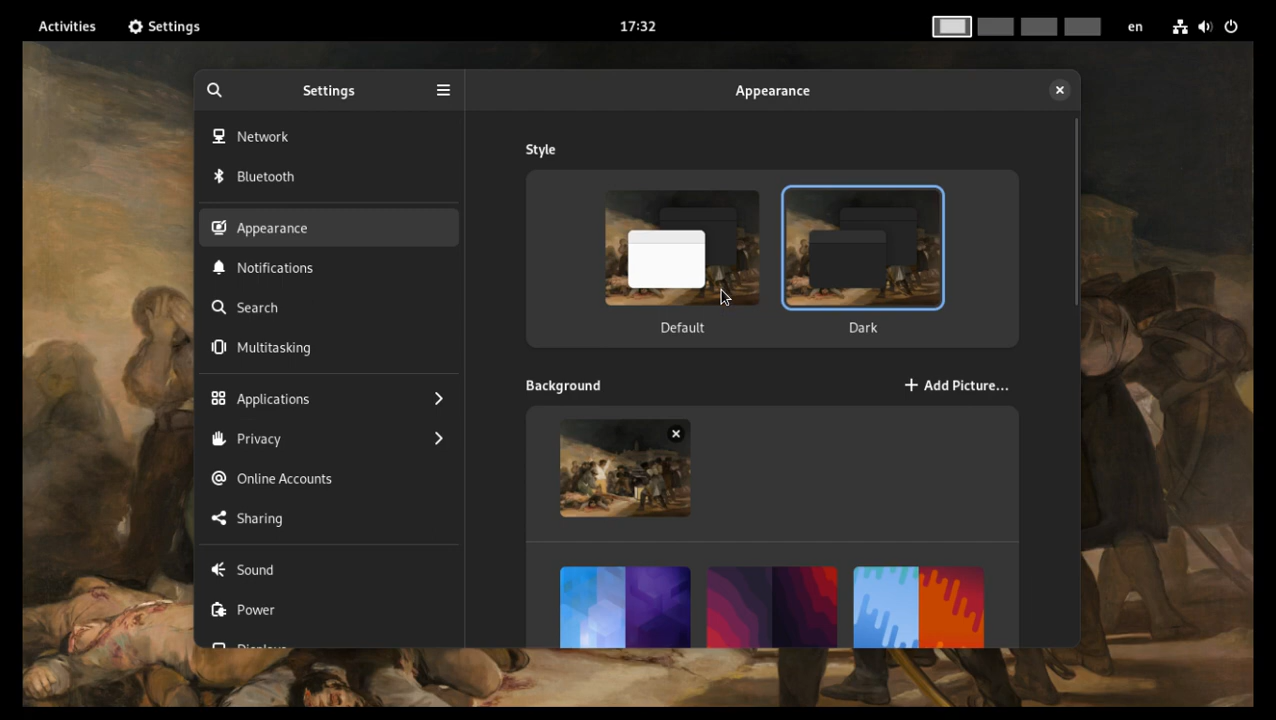 Activities Settings 17:32 en
Settings
Appearance
Network
Bluetooth
Appearance
Notifications
Search
Multitasking
Applications
Privacy
Online Accounts
Sharing
Sound
Power
Displays
Style
Default Dark
Background
Add Picture...